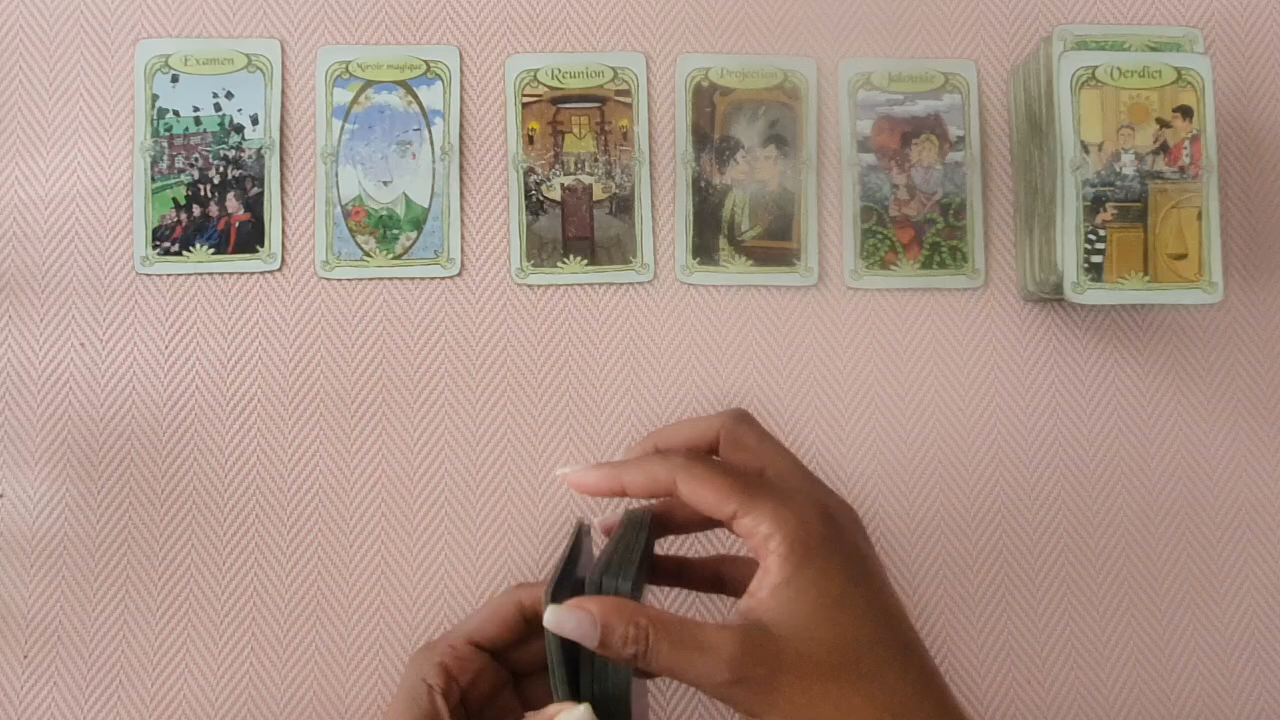 Examen
Miroir magique
Reunion
Projection
Jalousie
Verdict